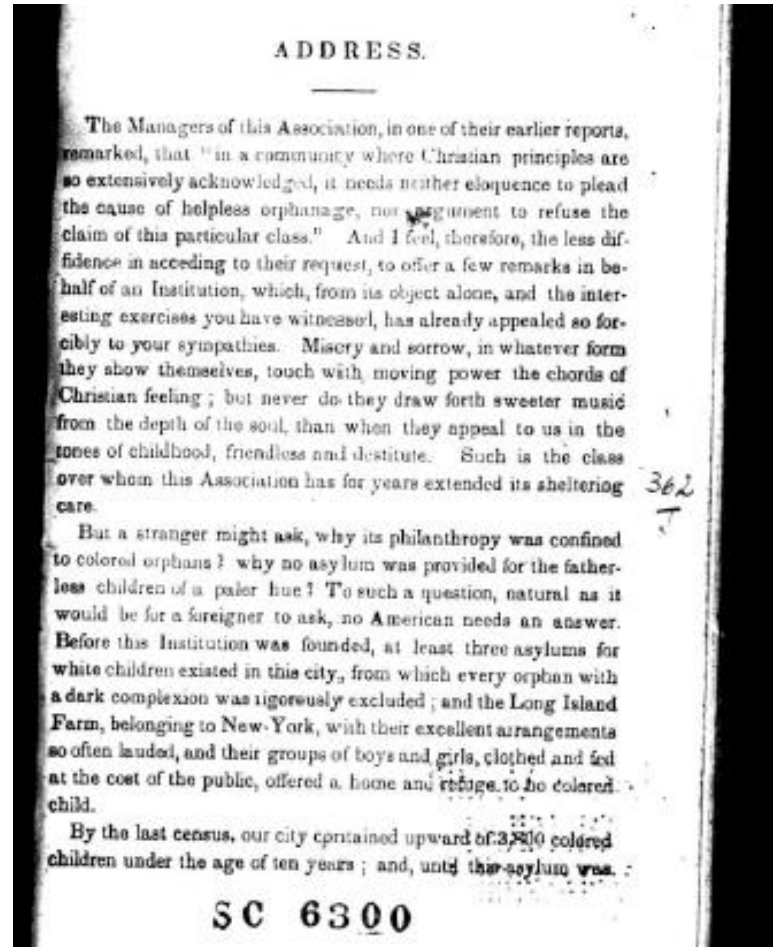 ADDRESS.
The Managers of this Association, in one of their earlier reports,
remarked, that "in a community where Christian principles are
so extensively acknowledged, it needs neither eloquence to plead
the cause of helpless orphanage, nor argument to refuse the
claim of this particular class." And I feel, therefore, the less dif-
fidence in acceding to their request, to offer a few remarks in be-
half of an Institution, which, from its object alone, and the inter-
esting exercises you have witnessed, has already appealed so for-
cibly to your sympathies. Misery and sorrow, in whatever form
they show themselves, touch with moving power the chords of
Christian feeling ; but never do they draw forth sweeter music
from the depth of the soul, than when they appeal to us in the
tones of childhood, friendless and destitute. Such is the class
over whom this Association has for years extended its sheltering
care.
362
But a stranger might ask, why its philanthropy was confined
to colored orphans ? why no asylum was provided for the father-
less children of a paler hue ? To such a question, natural as it
would be for a foreigner to ask, no American needs an answer.
Before this Institution was founded, at least three asylums for
white children existed in this city, from which every orphan with
a dark complexion was rigorously excluded ; and the Long Island
Farm, belonging to New-York, with their excellent arrangements
so often lauded, and their groups of boys and girls, clothed and fed
at the cost of the public, offered a home and refuge to no colored
child.
By the last census, our city contained upward of colored
children under the age of ten years ; and, until this asylum was
SC 6300